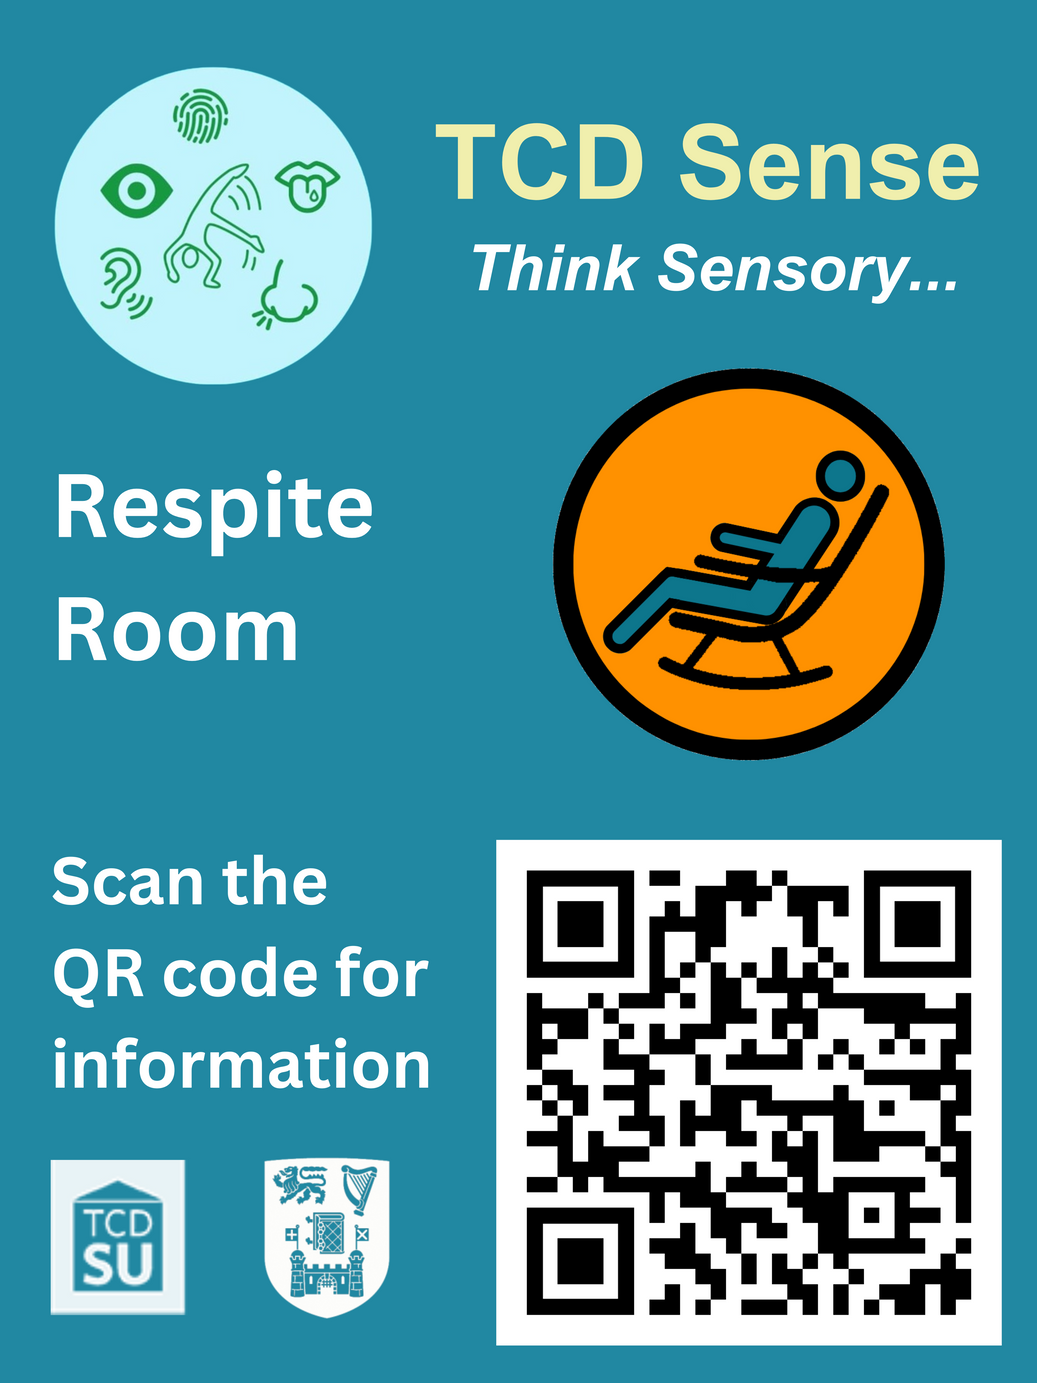 TCD Sense
Think Sensory...
Respite
Room
Scan the
QR code for
information
TCD
SU